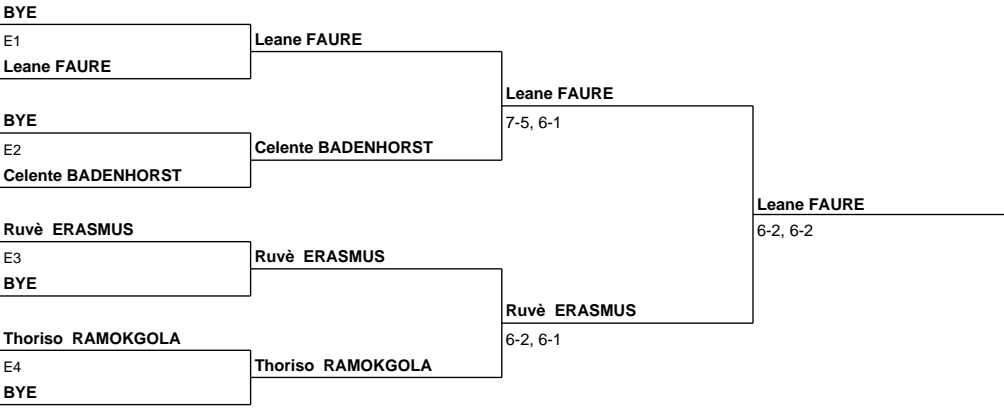 BYE
E1
Leane FAURE
Leane FAURE
BYE
E2
Celente BADENHORST
Celente BADENHORST
Leane FAURE
7-5, 6-1
Ruvè ERASMUS
E3
BYE
Ruvè ERASMUS
Thoriso RAMOKGOLA
E4
BYE
Thoriso RAMOKGOLA
Ruvè ERASMUS
6-2, 6-1
Leane FAURE
6-2, 6-2